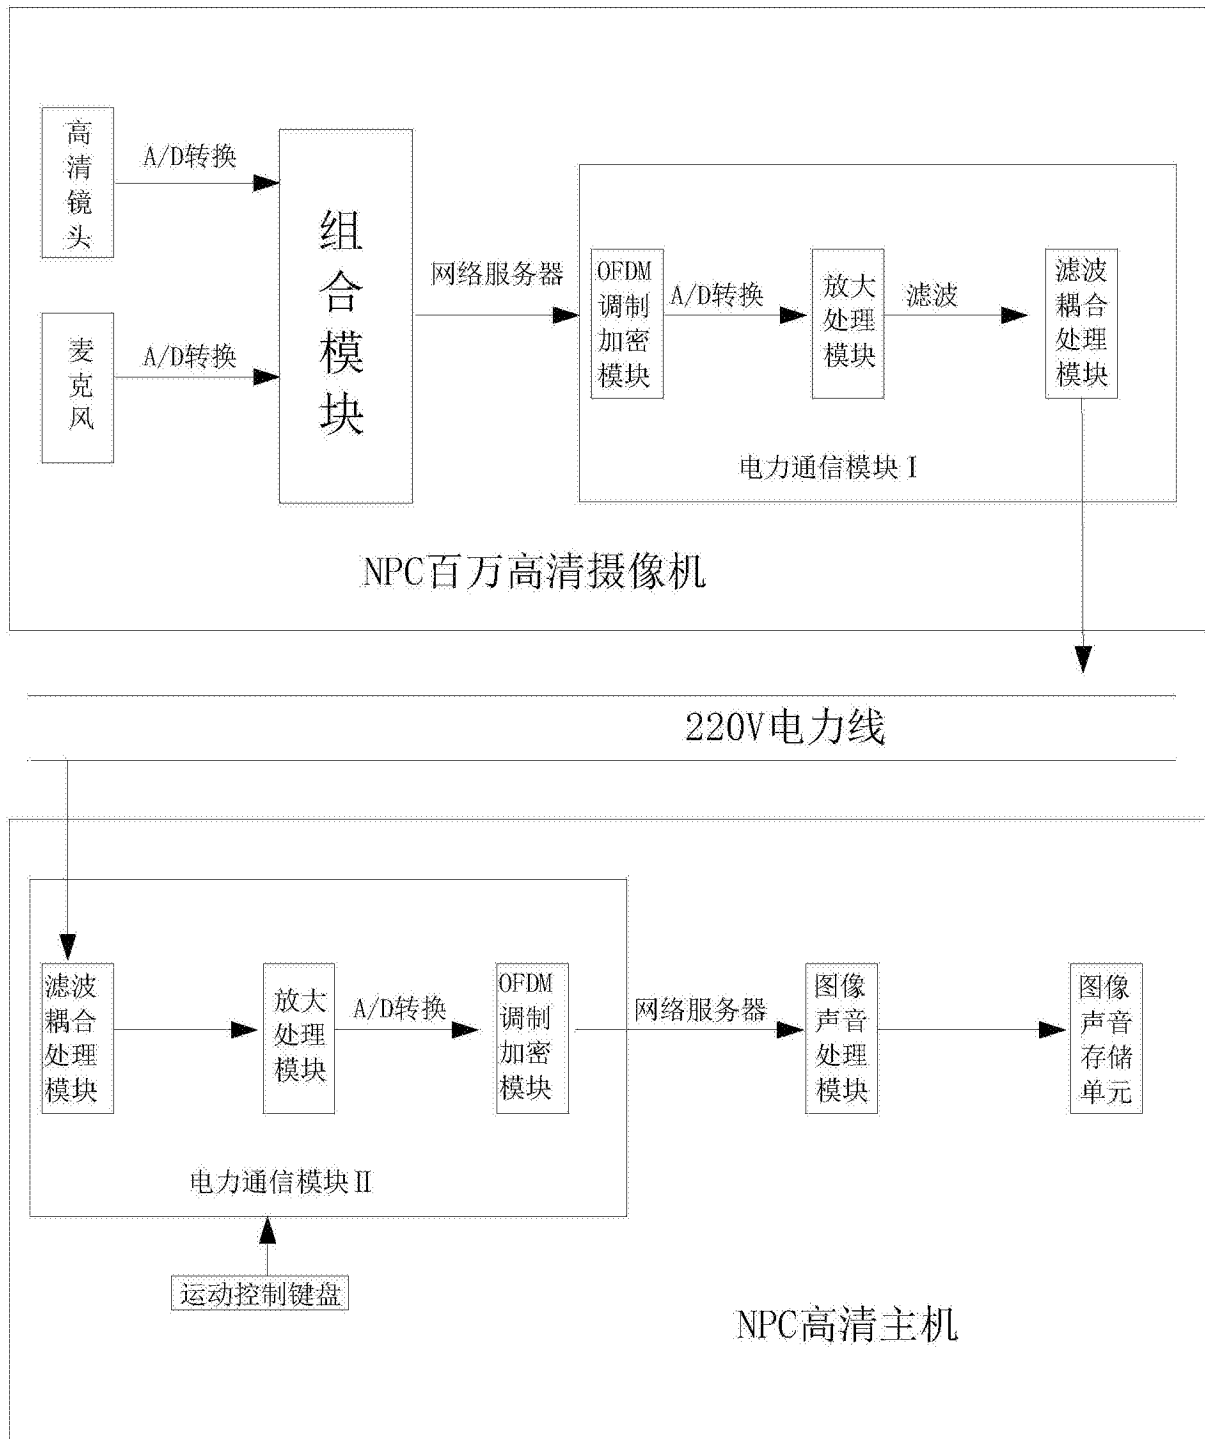 高
清
镜
头
A/D转换
麦
克
风
A/D转换
组
合
模
块
网络服务器
OFDM
调制
加密
模块
A/D转换
放大
处理
模块
滤波
滤波
耦合
处理
模块
电力通信模块Ⅰ
NPC百万高清摄像机
220V电力线
滤波
耦合
处理
模块
放大
处理
模块
A/D转换
OFDM
调制
加密
模块
网络服务器
图像
声音
处理
模块
图像
声音
存储
单元
电力通信模块Ⅱ
运动控制键盘
NPC高清主机